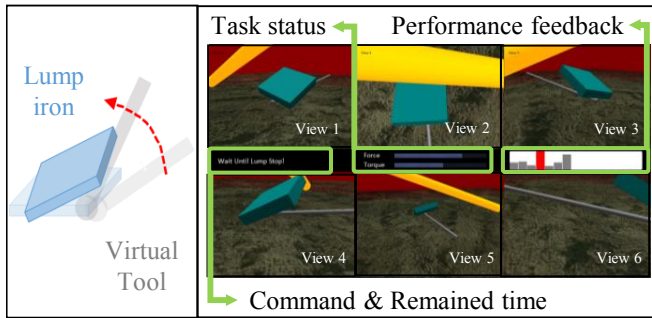 Task status
Performance feedback
Lump
iron
Virtual
Tool
View 1
View 2
View 3
Wait Until Lump Stop!
Force
Torque
View 4
View 5
View 6
Command & Remained time